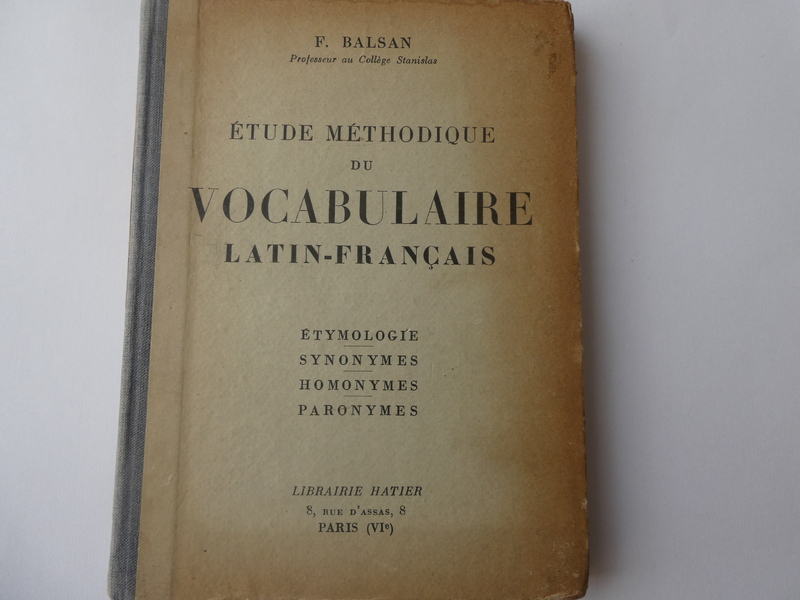 F. BALSAN
Professeur au Collège Stanislas
ÉTUDE MÉTHODIQUE
DU
VOCABULAIRE
LATIN-FRANÇAIS
ÉTYMOLOGIE
SYNONYMES
HOMONYMES
PARONYMES
LIBRAIRIE HATIER
8, RUE D'ASSAS, 8
PARIS (VIe)